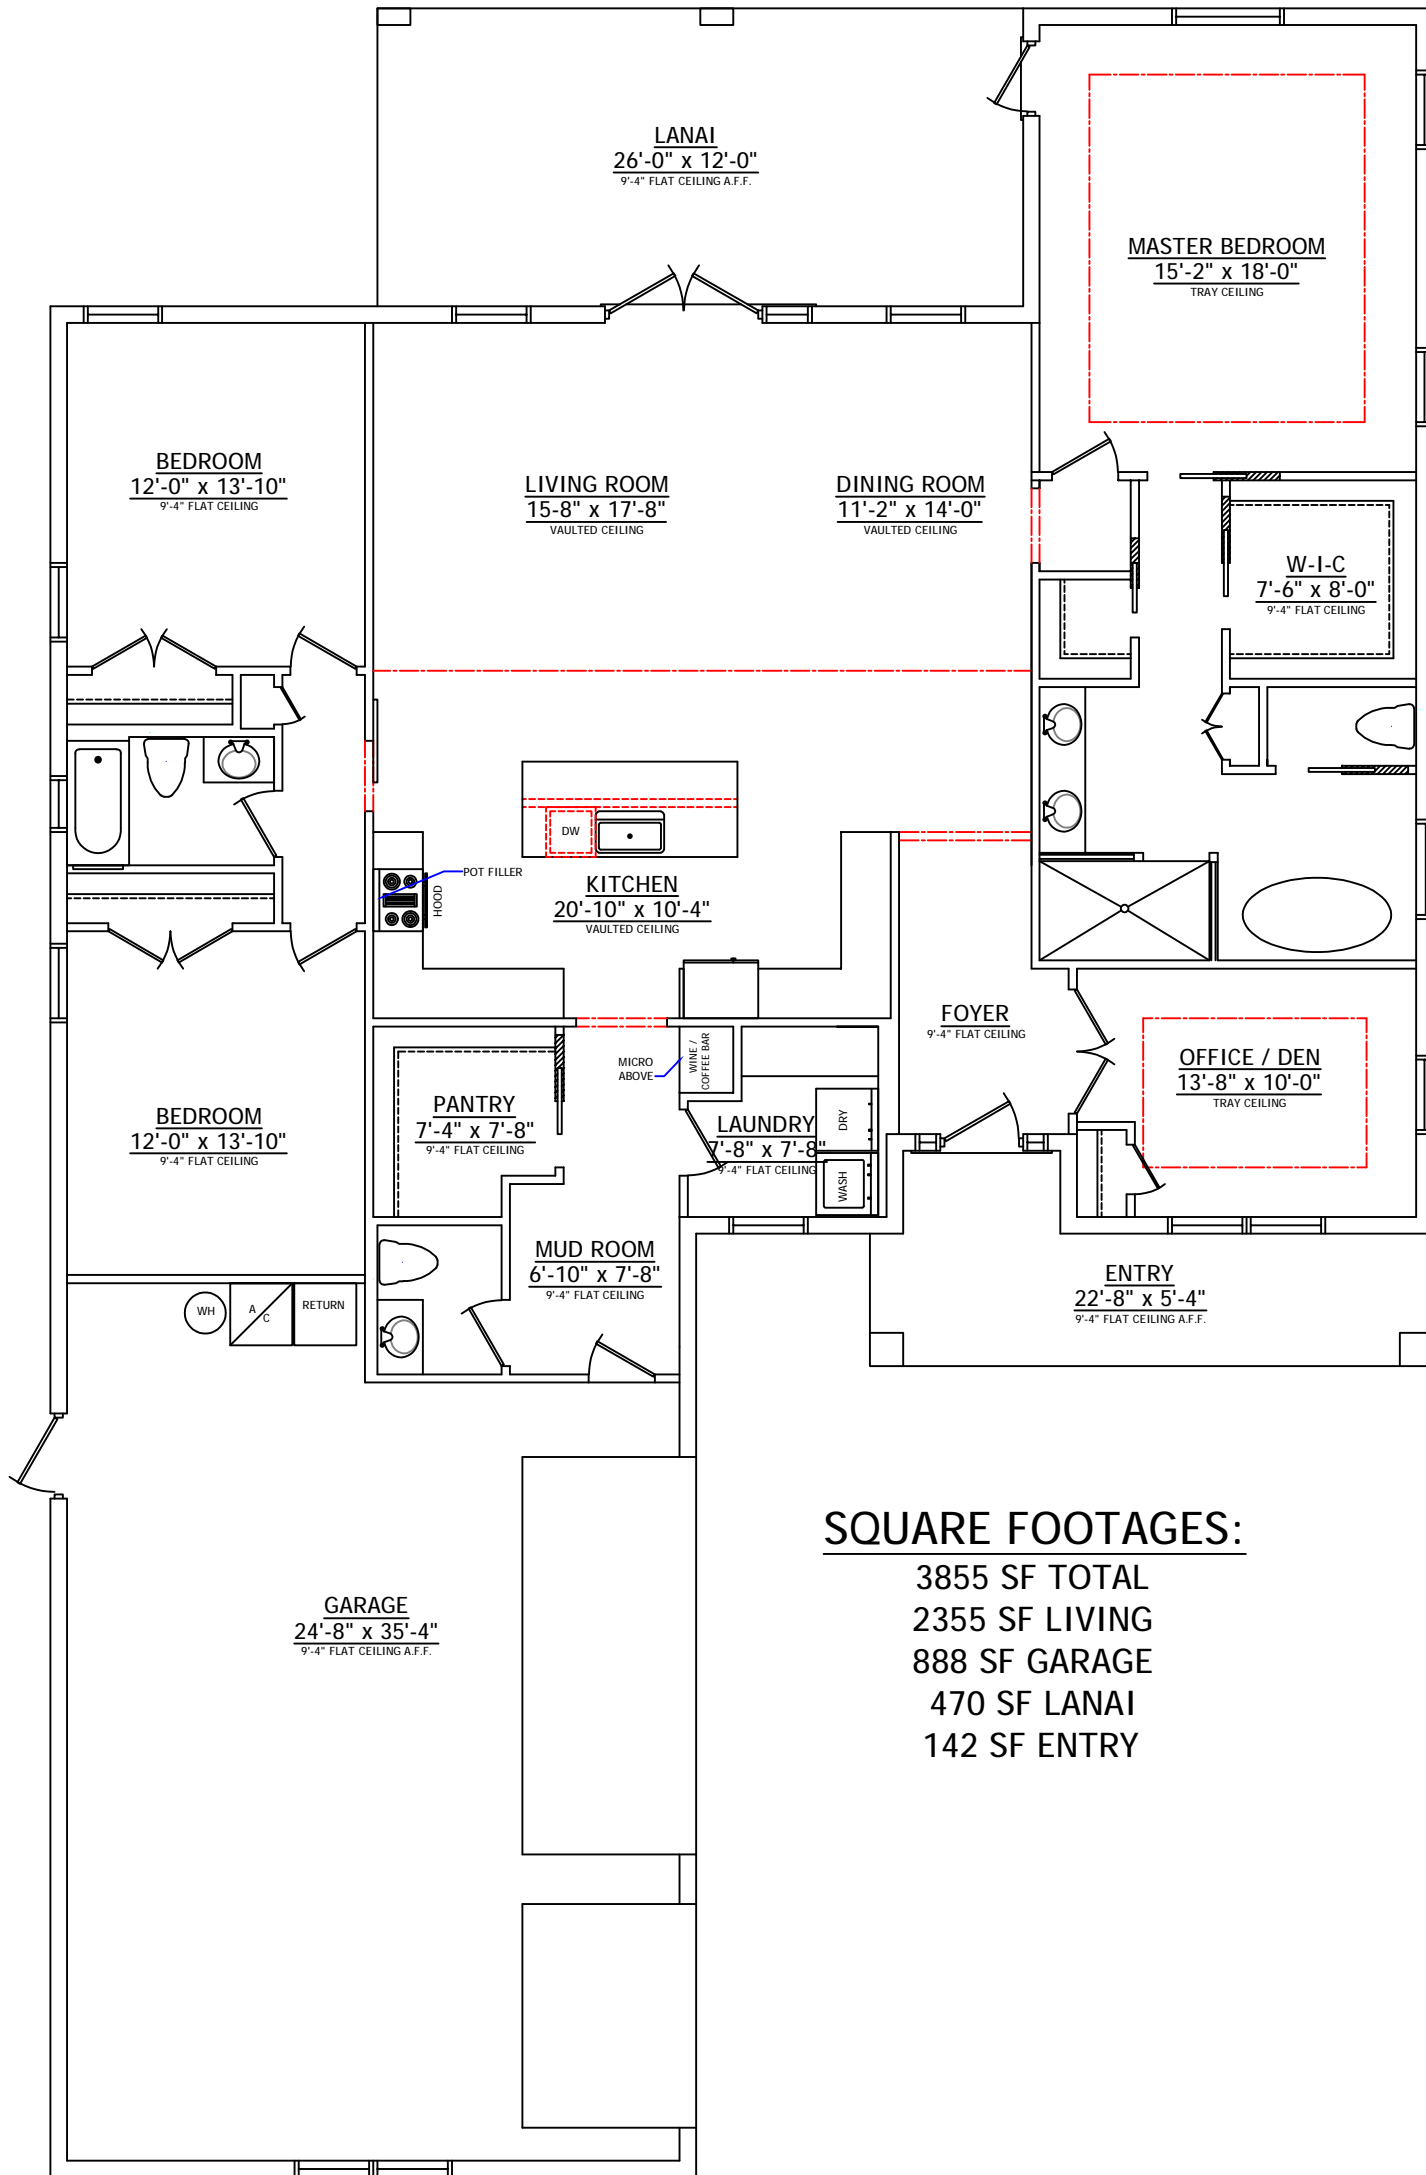 LANAI
26'-0" x 12'-0"
9'-4" FLAT CEILING A.F.F.
MASTER BEDROOM
15'-2" x 18'-0"
TRAY CEILING
BEDROOM
12'-0" x 13'-10"
9'-4" FLAT CEILING
LIVING ROOM
15-8" x 17'-8"
VAULTED CEILING
DINING ROOM
11'-2" x 14'-0"
VAULTED CEILING
W-I-C
7'-6" x 8'-0"
9'-4" FLAT CEILING
DW
POT FILLER
HOOD
KITCHEN
20'-10" x 10'-4"
VAULTED CEILING
FOYER
9'-4" FLAT CEILING
OFFICE / DEN
13'-8" x 10'-0"
TRAY CEILING
MICRO
ABOVE
WINE /
COFFEE BAR
BEDROOM
12'-0" x 13'-10"
9'-4" FLAT CEILING
PANTRY
7'-4" x 7'-8"
9'-4" FLAT CEILING
LAUNDRY
7'-8" x 7'-8"
9'-4" FLAT CEILING
DRY
WASH
MUD ROOM
6'-10" x 7'-8"
9'-4" FLAT CEILING
ENTRY
22'-8" x 5'-4"
9'-4" FLAT CEILING A.F.F.
WH
A
C
RETURN
GARAGE
24'-8" x 35'-4"
9'-4" FLAT CEILING A.F.F.
SQUARE FOOTAGES:
3855 SF TOTAL
2355 SF LIVING
888 SF GARAGE
470 SF LANAI
142 SF ENTRY